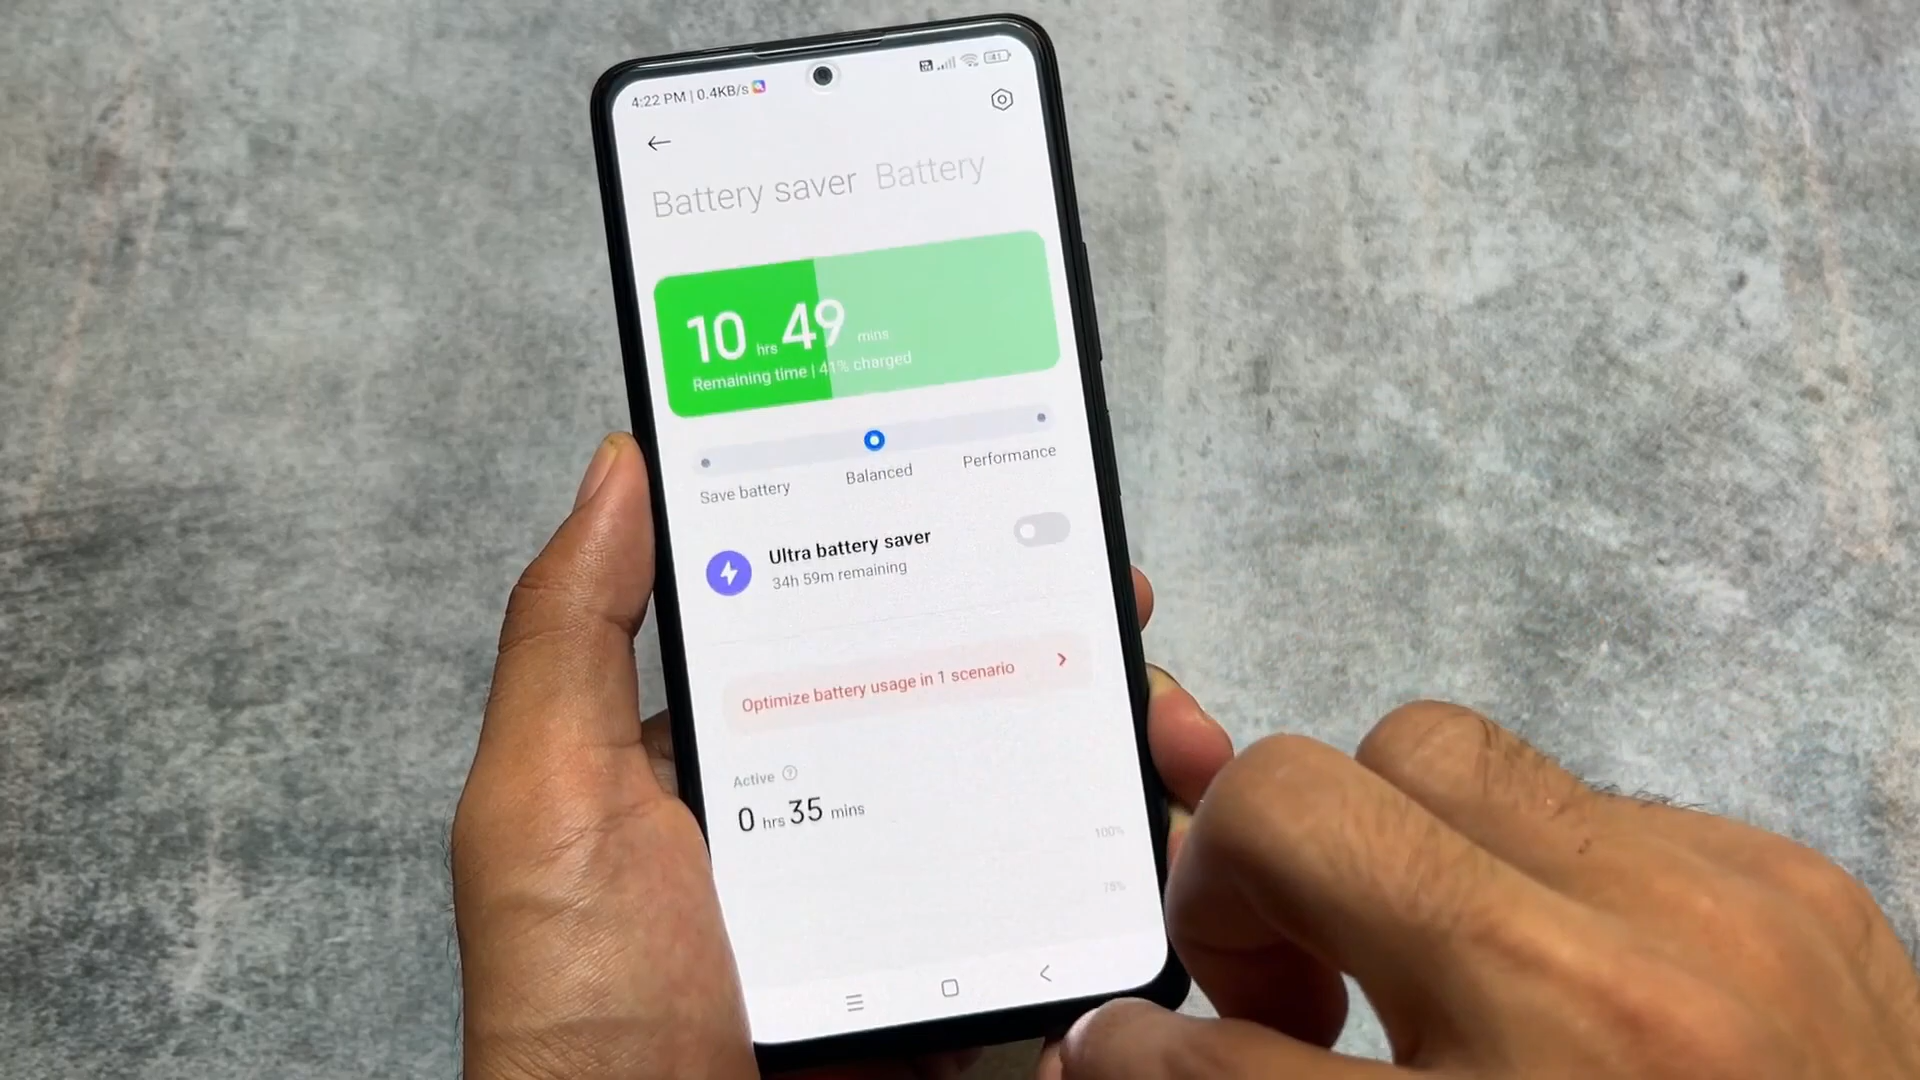 4:22 PM | 0.4KB/s
41
Battery saver Battery
10 hrs 49 mins
Remaining time | 41% charged
Save battery
Balanced
Performance
Ultra battery saver
34h 59m remaining
Optimize battery usage in 1 scenario
Active
0 hrs 35 mins
100%
75%